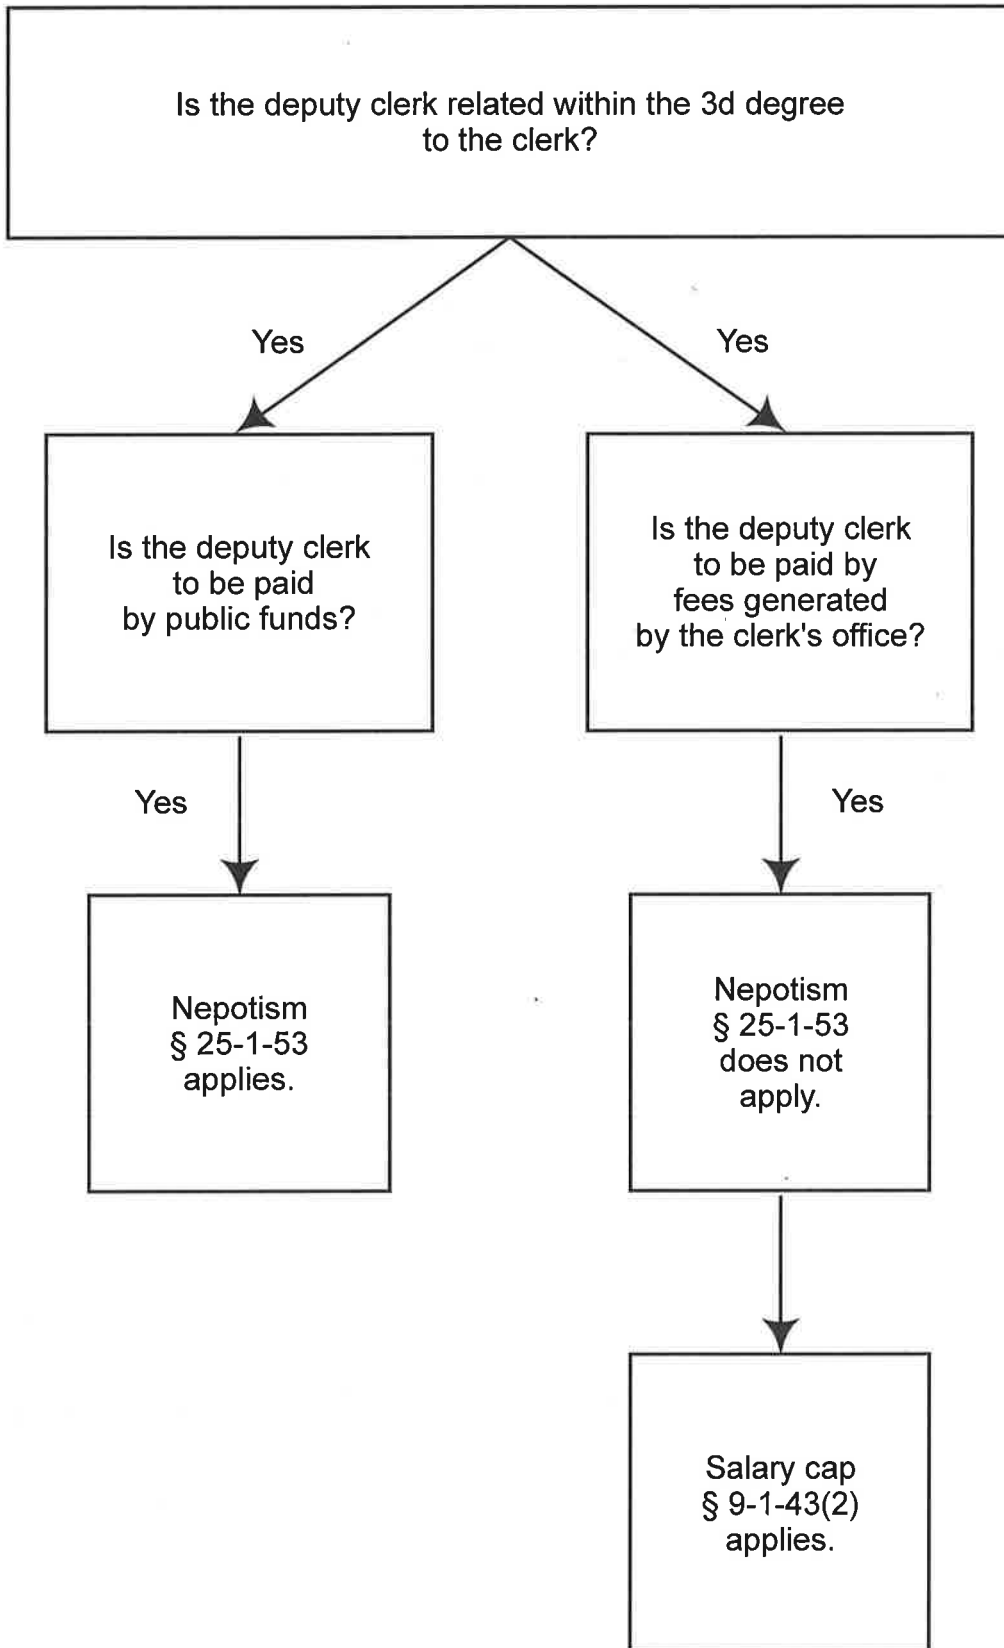 Is the deputy clerk related within the 3d degree
to the clerk?
Yes
Yes
Is the deputy clerk
to be paid
by public funds?
Is the deputy clerk
to be paid by
fees generated
by the clerk's office?
Yes
Yes
Nepotism
§ 25-1-53
applies.
Nepotism
§ 25-1-53
does not
apply.
Salary cap
§ 9-1-43(2)
applies.